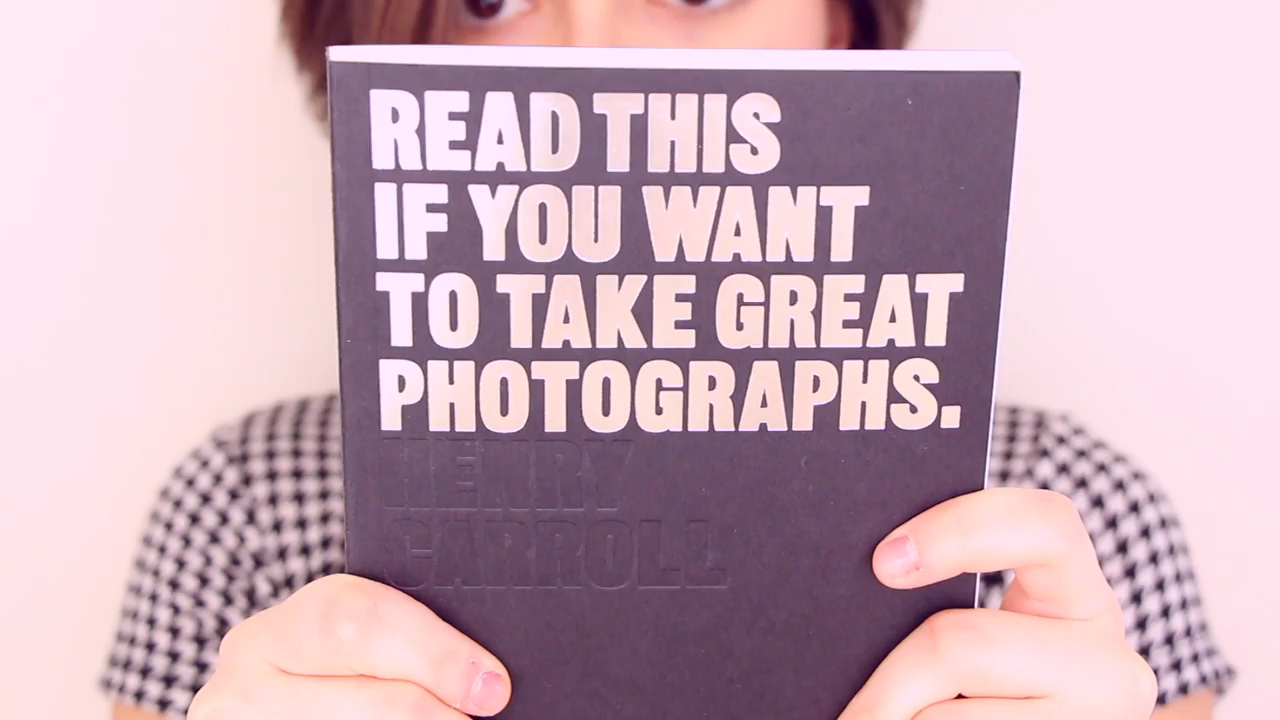 READ THIS
IF YOU WANT
TO TAKE GREAT
PHOTOGRAPHS.
HENRY
CARROLL